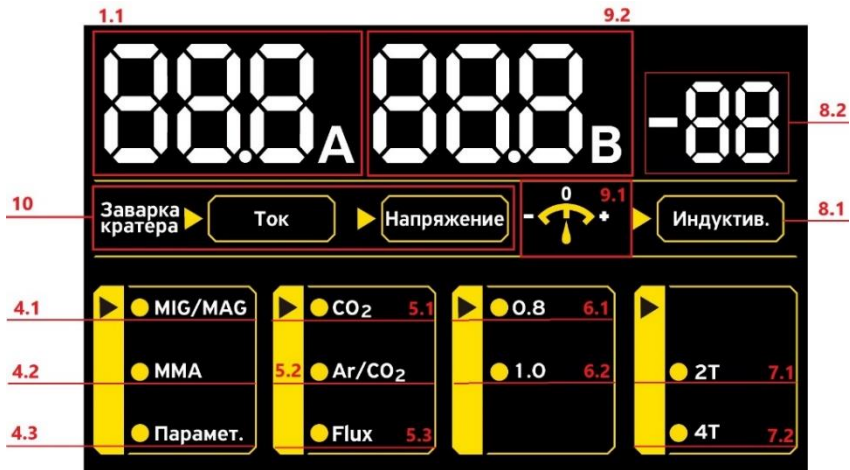 1.1 9.2
88.8 A 88.8 B -88
8.2
10 Заварка кратера Ток Напряжение - 0 + 9.1 Индуктив. 8.1
4.1 MIG/MAG CO₂ 5.1 0.8 6.1
4.2 MMA 5.2 Ar/CO₂ 1.0 6.2 2T 7.1
4.3 Парамет. Flux 5.3 4T 7.2